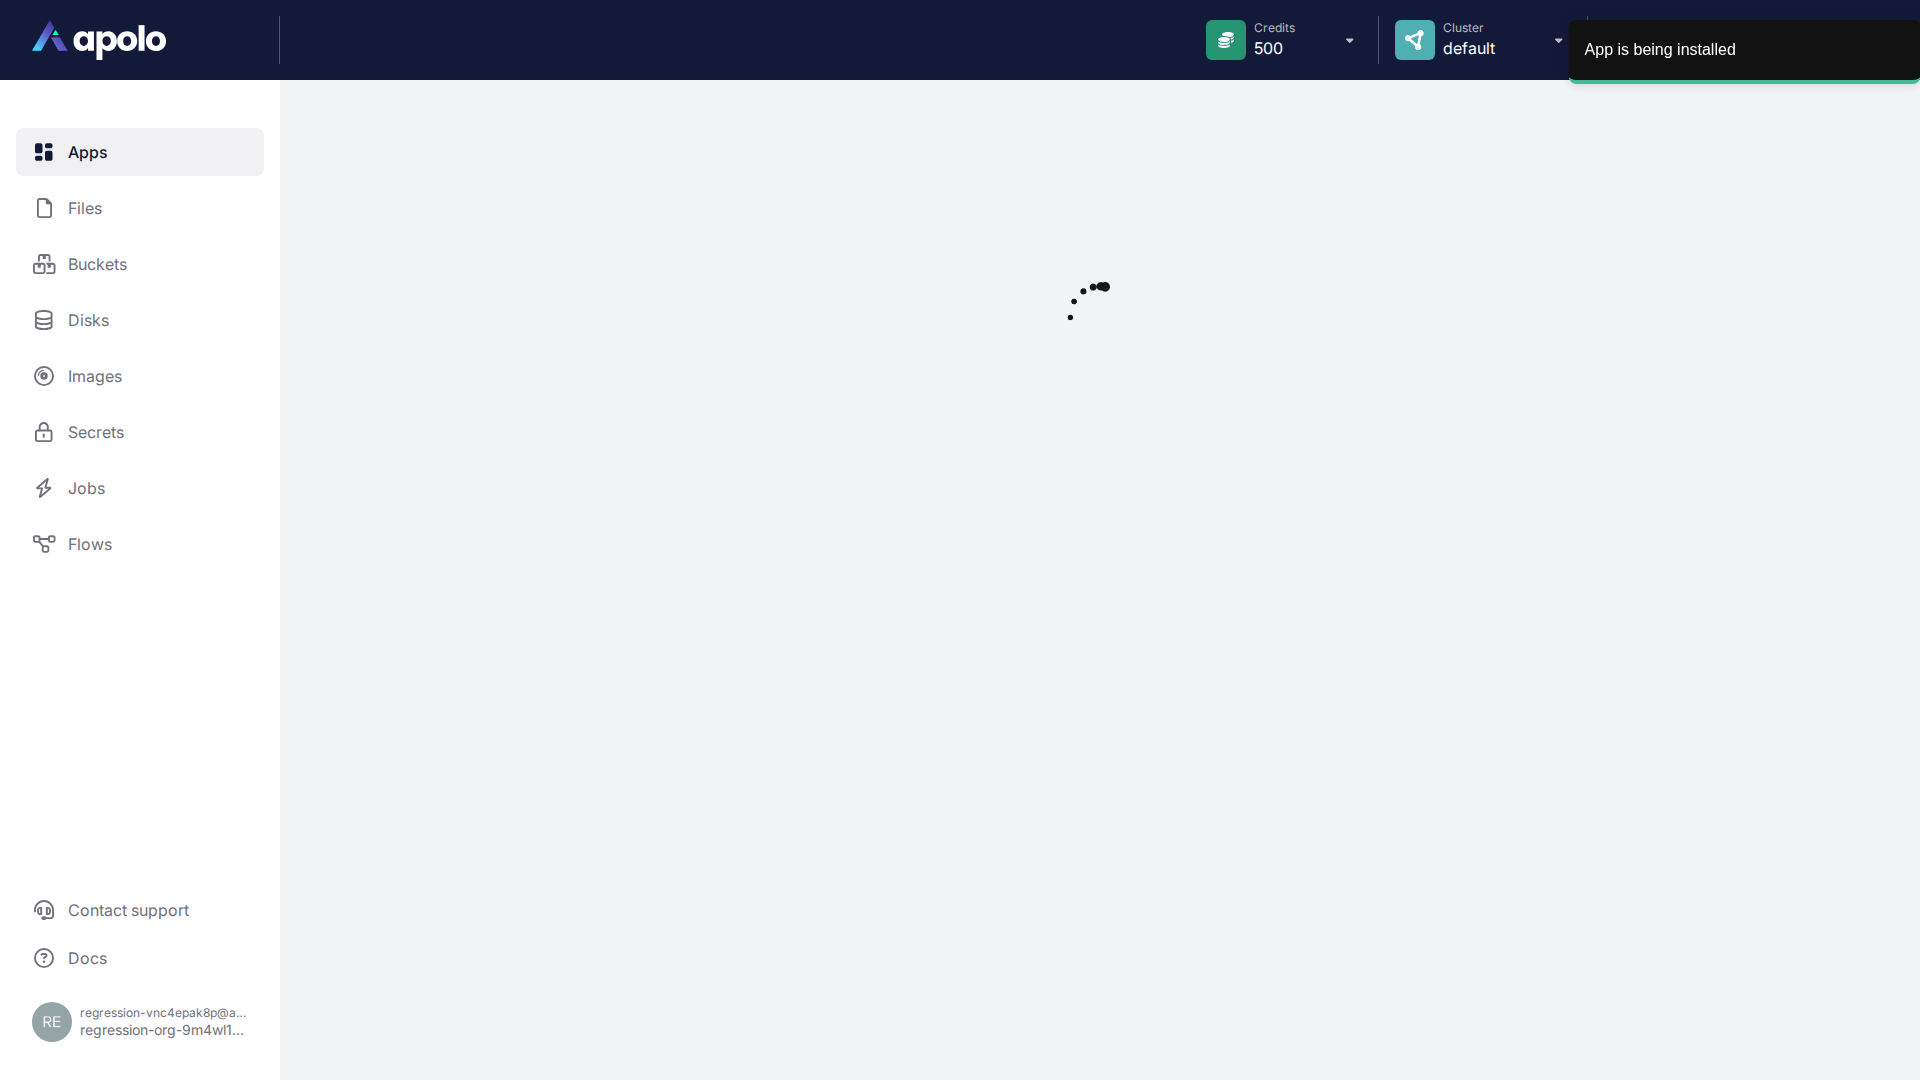 apolo
Credits
500
Cluster
default
App is being installed
Apps
Files
Buckets
Disks
Images
Secrets
Jobs
Flows
Contact support
Docs
RE
regression-vnc4epak8p@a...
regression-org-9m4wl1...